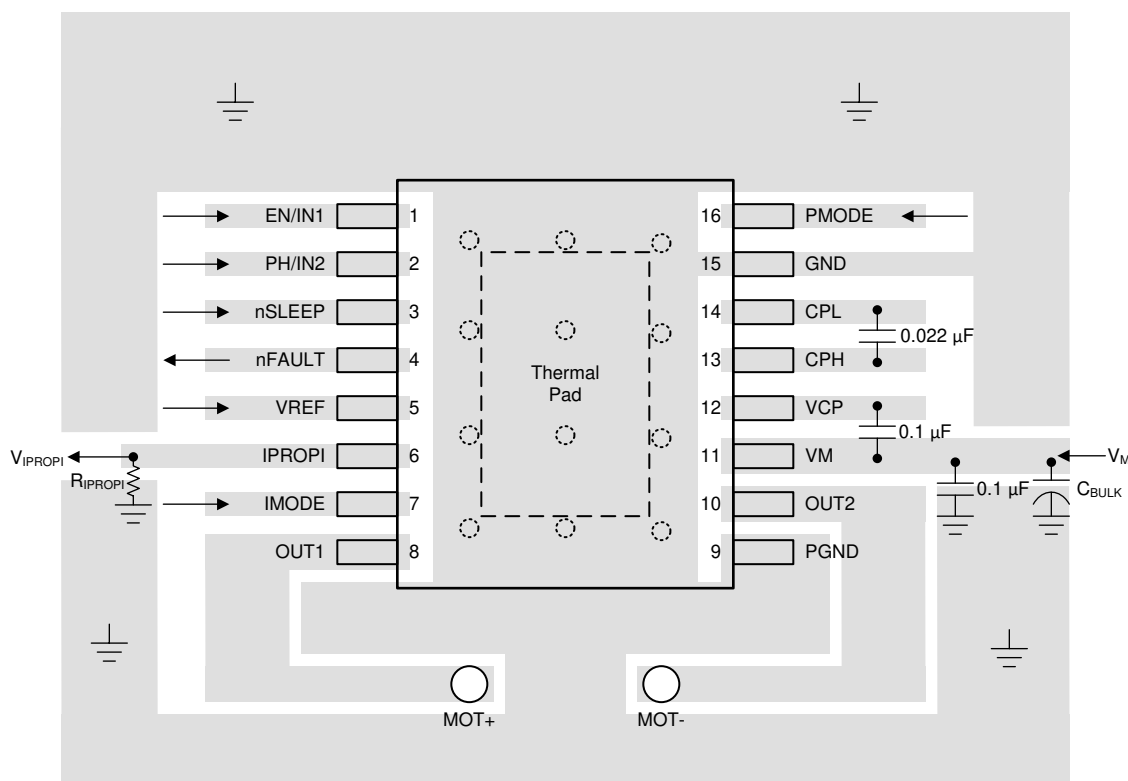 EN/IN1
1
16
PMODE
PH/IN2
2
15
GND
nSLEEP
3
14
CPL
0.022 µF
nFAULT
4
13
CPH
Thermal
Pad
VREF
5
12
VCP
0.1 µF
VIPROPI
IPROPI
6
11
VM
VM
RIPROPI
IMODE
7
10
OUT2
0.1 µF
CBULK
OUT1
8
9
PGND
MOT+
MOT-